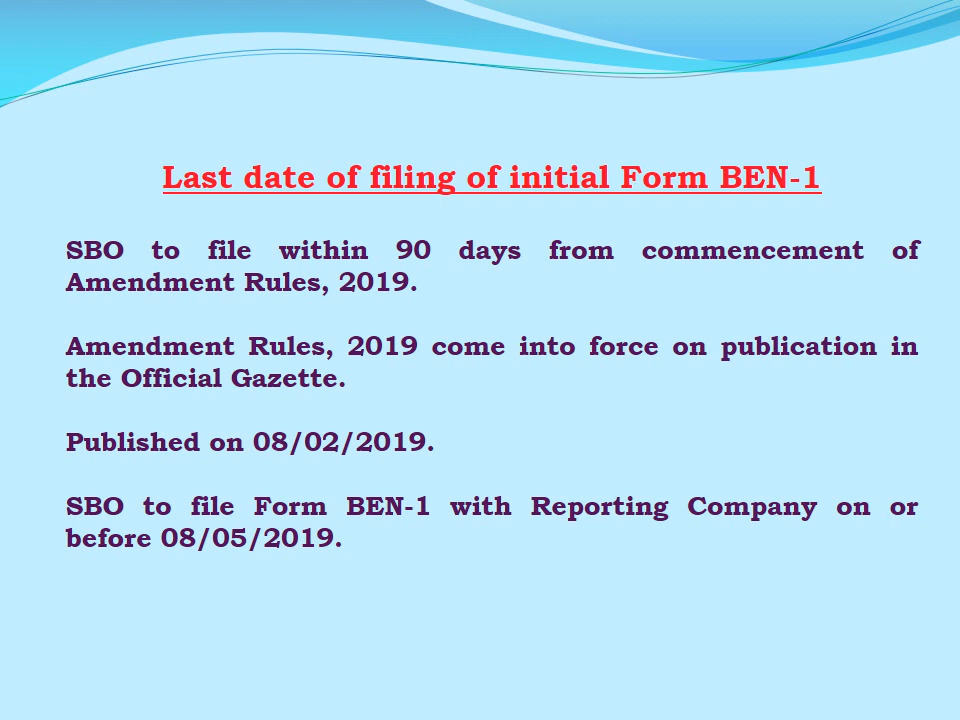 Last date of filing of initial Form BEN-1
SBO to file within 90 days from commencement of
Amendment Rules, 2019.
Amendment Rules, 2019 come into force on publication in
the Official Gazette.
Published on 08/02/2019.
SBO to file Form BEN-1 with Reporting Company on or
before 08/05/2019.